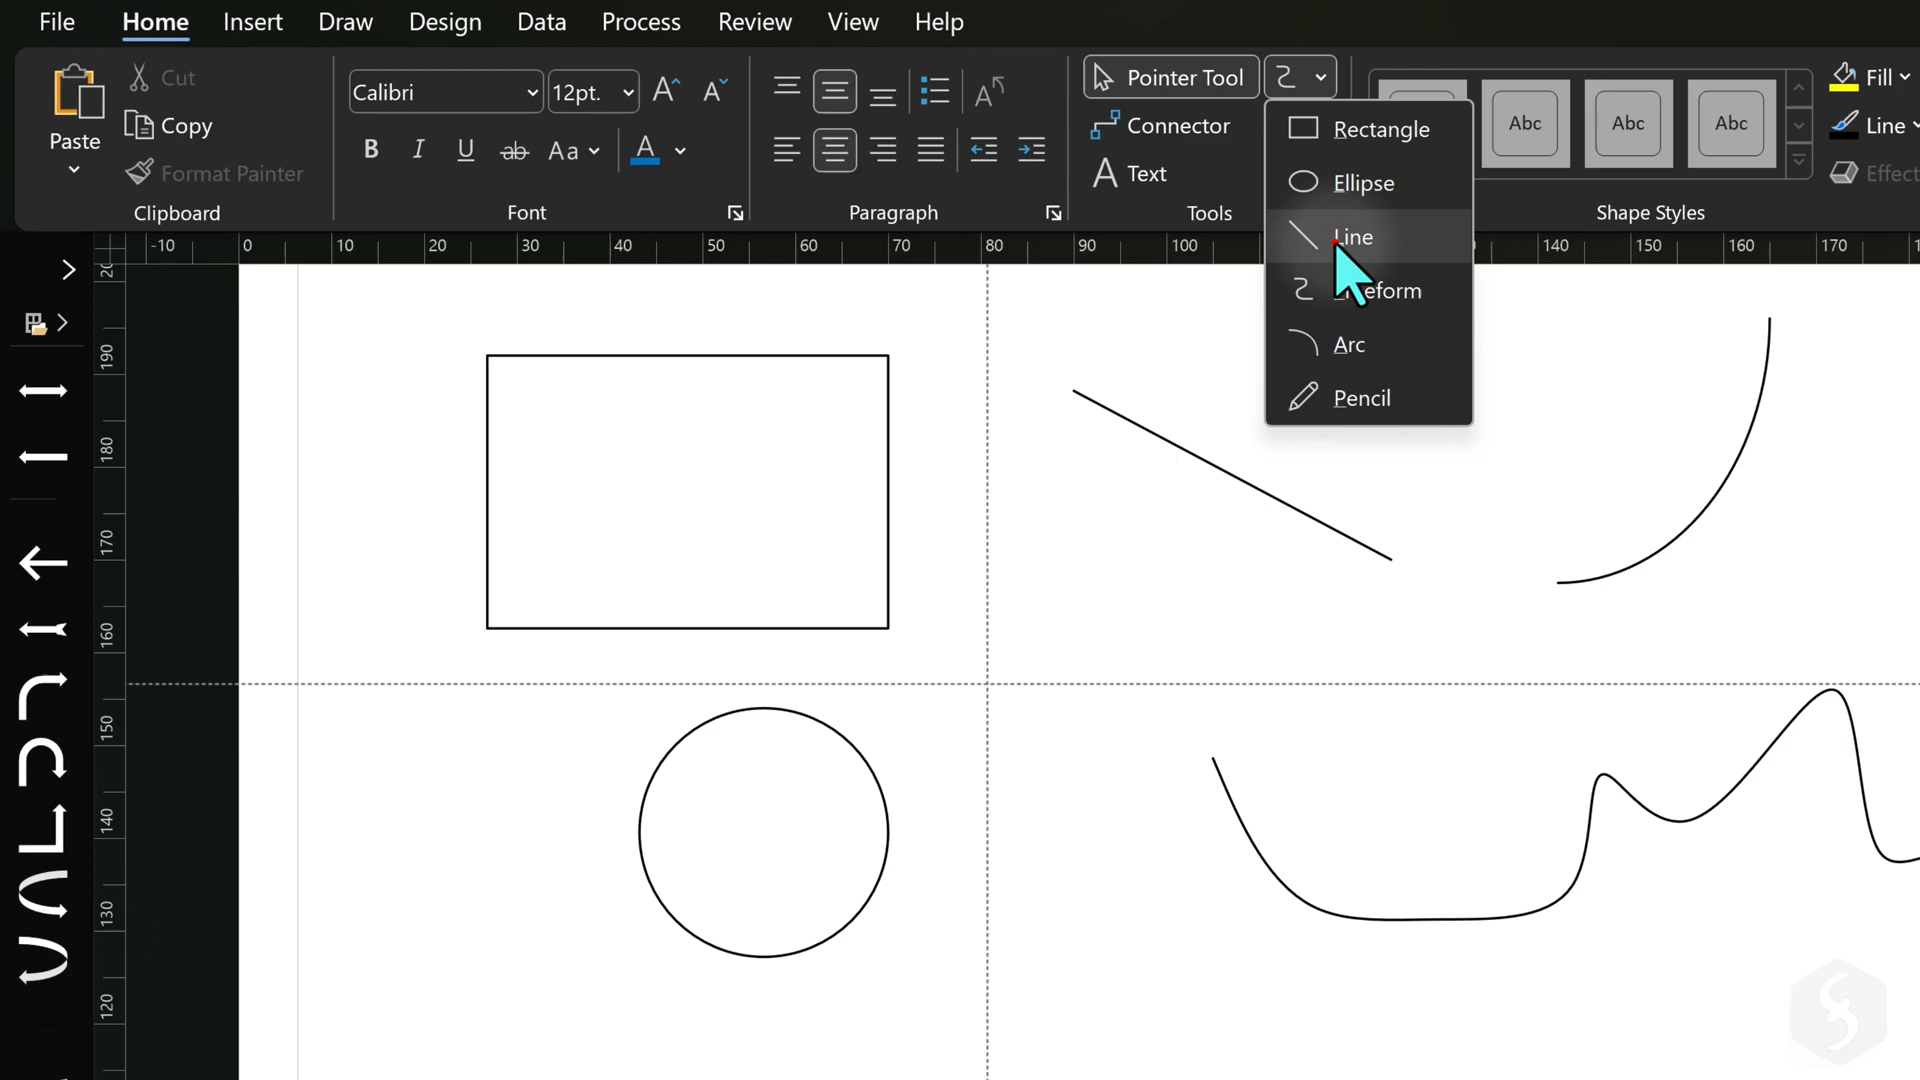 File Home Insert Draw Design Data Process Review View Help
Paste
Cut
Copy
Format Painter
Clipboard
Calibri 12pt. A A
B I U ab Aa A
Font
A
Paragraph
Pointer Tool
Connector
A Text
Tools
Rectangle
Ellipse
Line
Arc
Pencil
Abc Abc Abc
Shape Styles
Fill
Line
-10 0 10 20 30 40 50 60 70 80 90 100 140 150 160 170
190
180
170
160
150
140
130
120